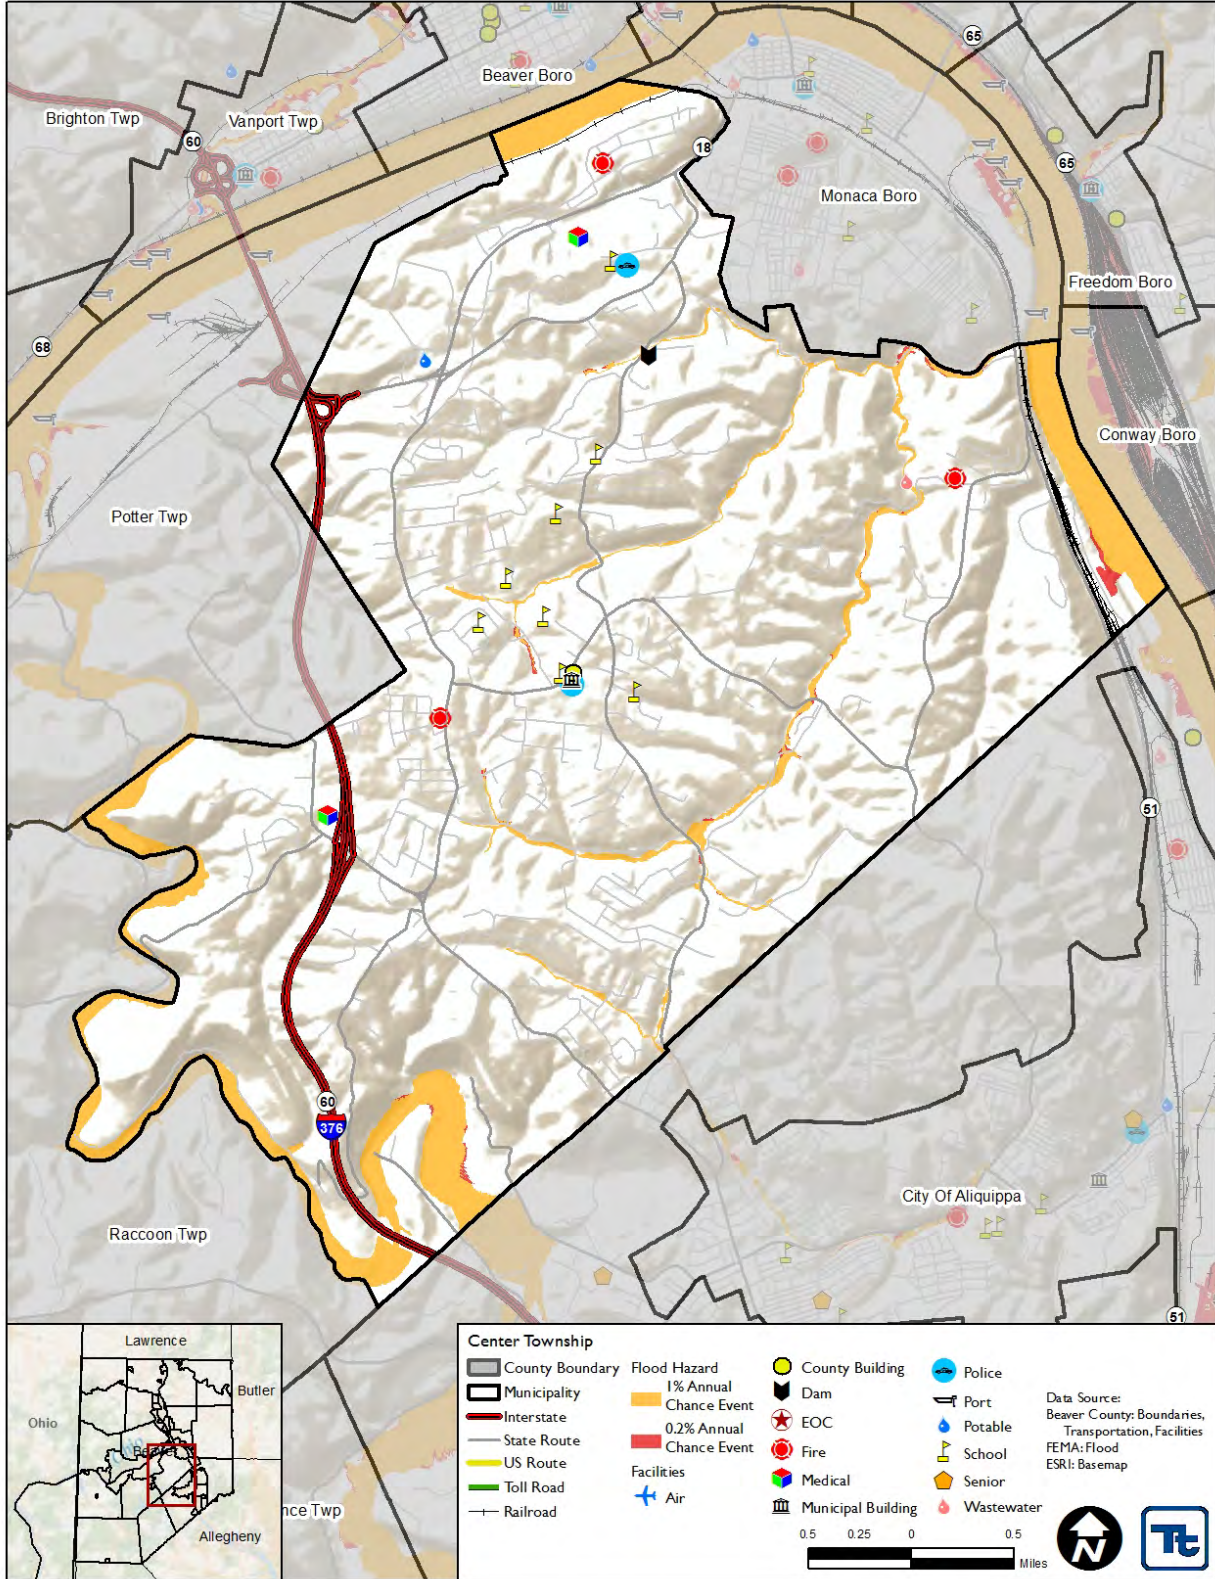 65
Beaver Boro
Brighton Twp
Vanport Twp
60
18
65
Monaca Boro
Freedom Boro
68
Conway Boro
Potter Twp
51
60
376
City Of Aliquippa
Raccoon Twp
51
nce Twp
Lawrence
Butler
Ohio
Ohio
Beaver
Allegheny
Center Township
County Boundary
Municipality
Interstate
State Route
US Route
Toll Road
Railroad
Flood Hazard
1% Annual
Chance Event
0.2% Annual
Chance Event
Facilities
Air
County Building
Dam
EOC
Fire
Medical
Municipal Building
Police
Port
Potable
School
Senior
Wastewater
Data Source:
Beaver County: Boundaries,
Transportation, Facilities
FEMA: Flood
ESRI: Basemap
0.5 0.25 0 0.5
Miles
N
Tt